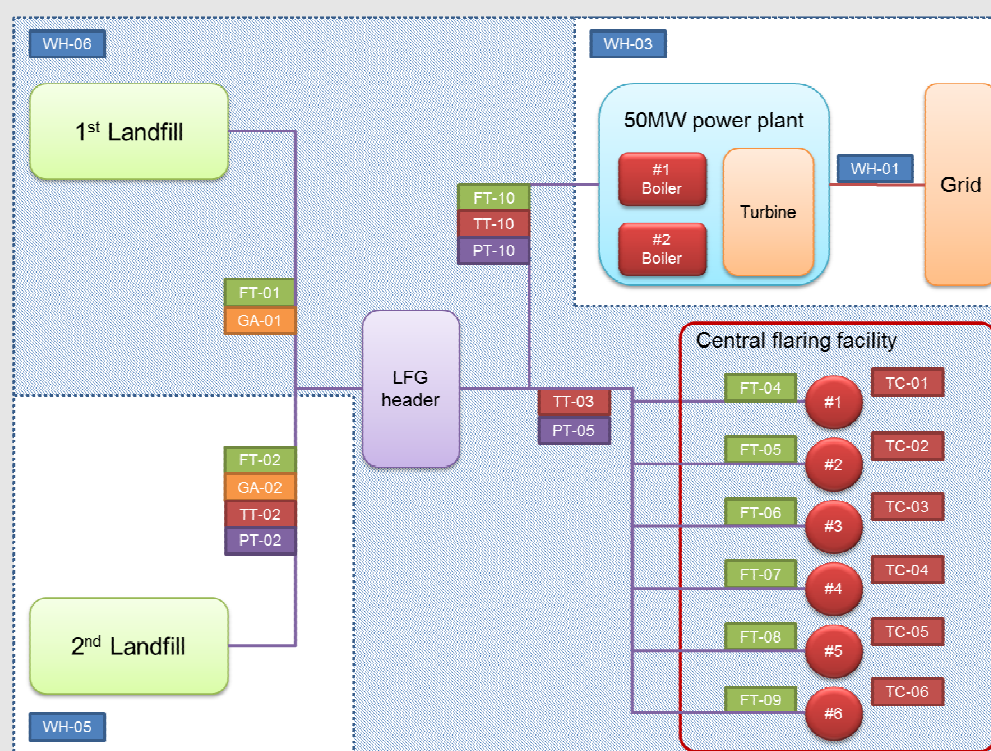 WH-06
WH-03
1st Landfill
50MW power plant
#1
Boiler
#2
Boiler
Turbine
WH-01
Grid
FT-10
TT-10
PT-10
FT-01
GA-01
LFG
header
TT-03
PT-05
Central flaring facility
FT-04
#1
TC-01
FT-05
#2
TC-02
FT-06
#3
TC-03
FT-07
#4
TC-04
FT-08
#5
TC-05
FT-09
#6
TC-06
FT-02
GA-02
TT-02
PT-02
2nd Landfill
WH-05